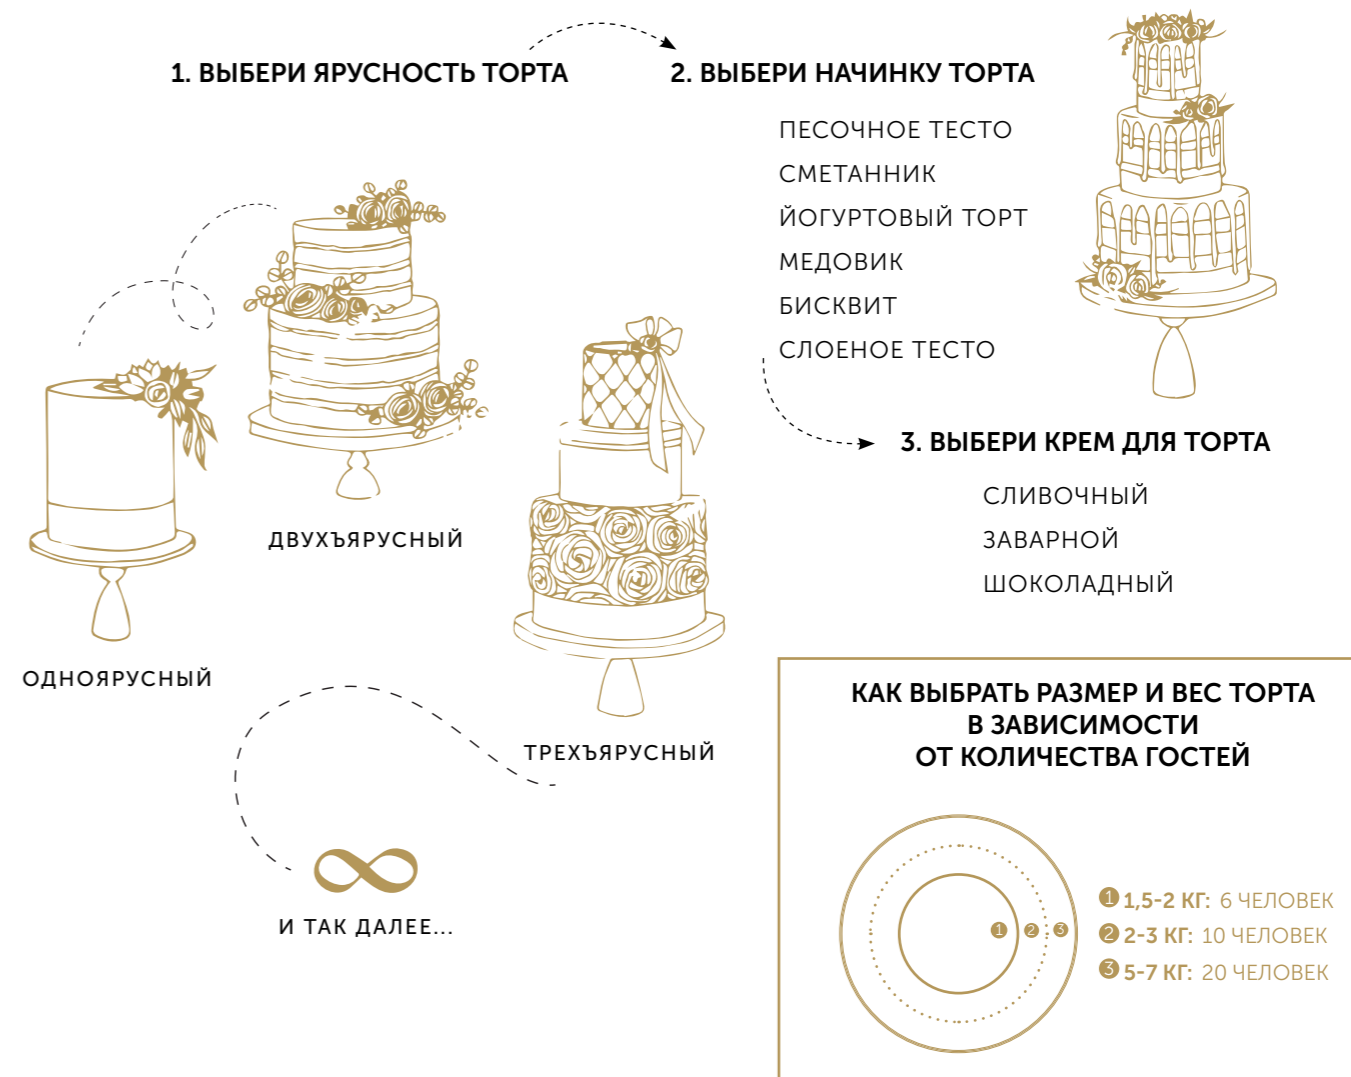 1. ВЫБЕРИ ЯРУСНОСТЬ ТОРТА
ОДНОЯРУСНЫЙ
ДВУХЪЯРУСНЫЙ
ТРЕХЪЯРУСНЫЙ
И ТАК ДАЛЕЕ...
2. ВЫБЕРИ НАЧИНКУ ТОРТА
ПЕСОЧНОЕ ТЕСТО
СМЕТАННИК
ЙОГУРТОВЫЙ ТОРТ
МЕДОВИК
БИСКВИТ
СЛОЕНОЕ ТЕСТО
3. ВЫБЕРИ КРЕМ ДЛЯ ТОРТА
СЛИВОЧНЫЙ
ЗАВАРНОЙ
ШОКОЛАДНЫЙ
КАК ВЫБРАТЬ РАЗМЕР И ВЕС ТОРТА
В ЗАВИСИМОСТИ
ОТ КОЛИЧЕСТВА ГОСТЕЙ
1 2 3
1 1,5-2 КГ: 6 ЧЕЛОВЕК
2 2-3 КГ: 10 ЧЕЛОВЕК
3 5-7 КГ: 20 ЧЕЛОВЕК